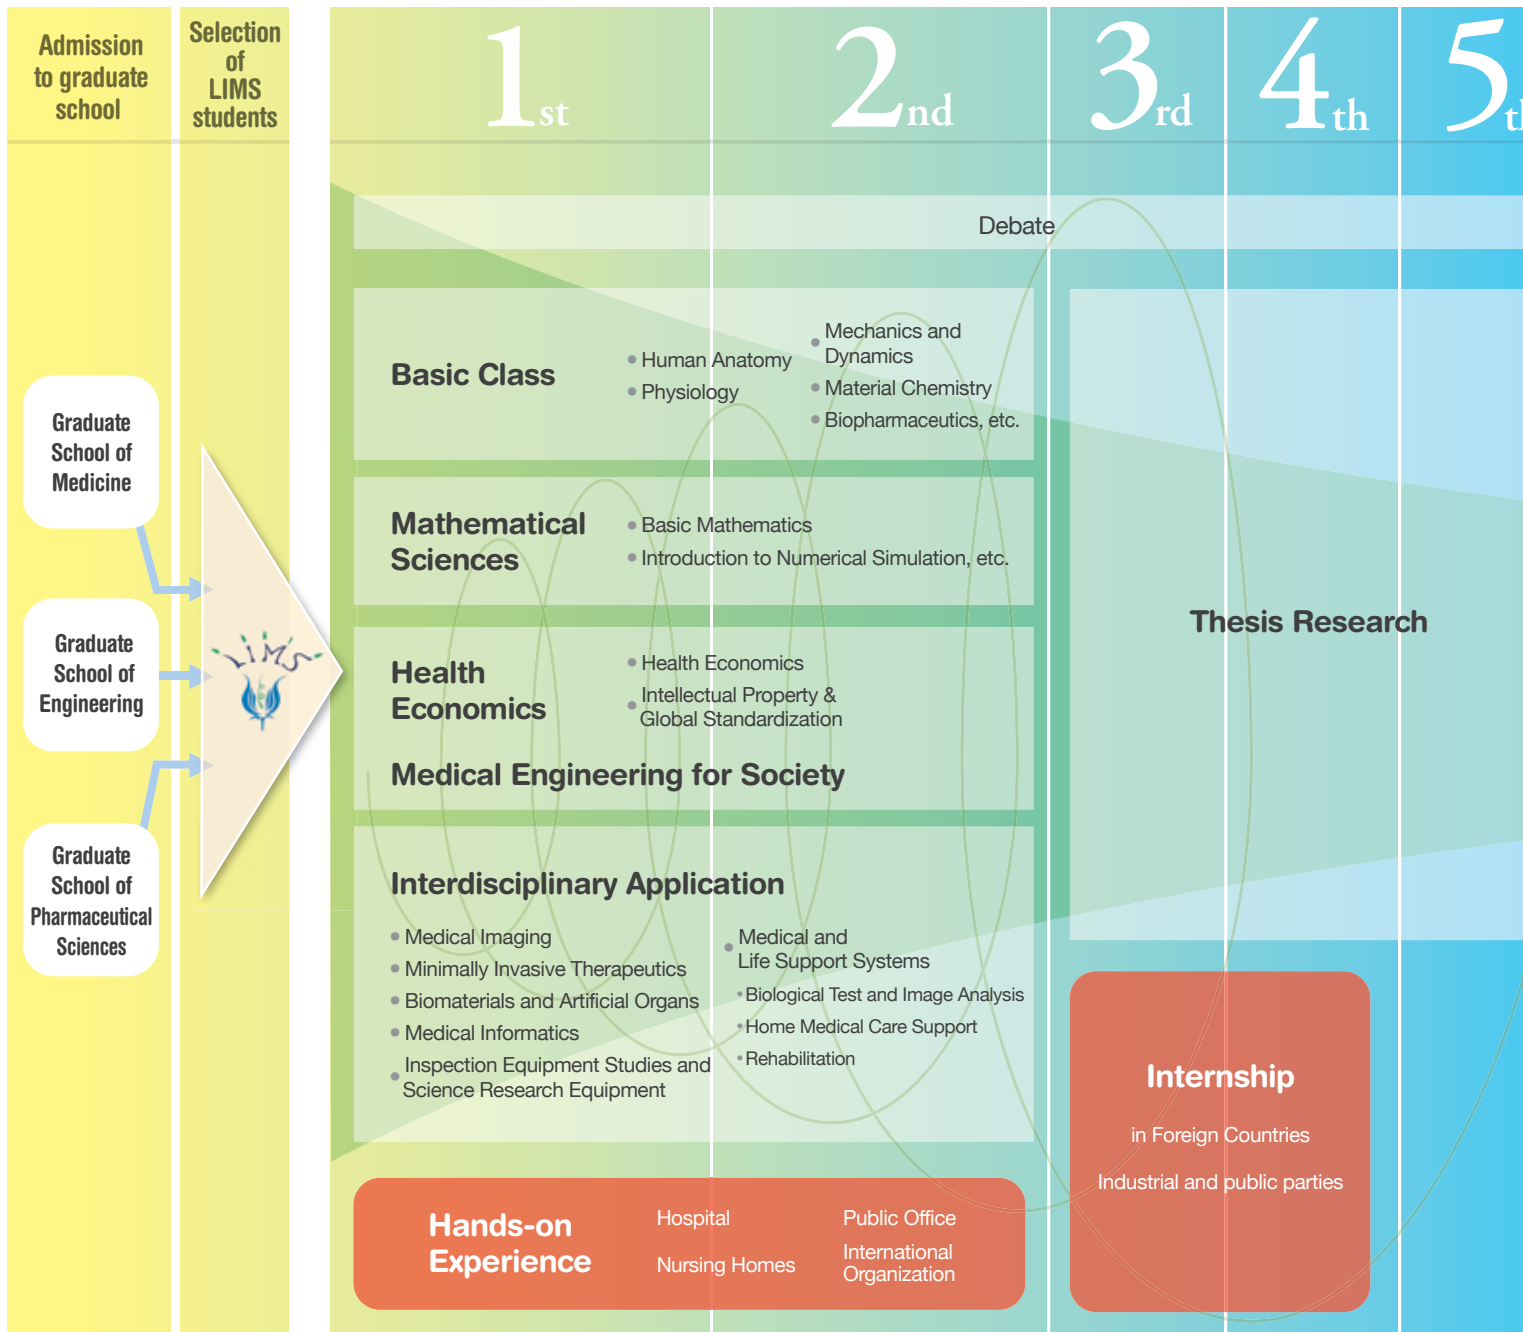 Admission
to graduate
school
Selection
of
LIMS
students
1st
2nd
3rd
4th
5th
Debate
Graduate
School of
Medicine
Graduate
School of
Engineering
Graduate
School of
Pharmaceutical
Sciences
LiMS
Basic Class
Human Anatomy
Physiology
Mechanics and
Dynamics
Material Chemistry
Biopharmaceutics, etc.
Mathematical
Sciences
Basic Mathematics
Introduction to Numerical Simulation, etc.
Health
Economics
Health Economics
Intellectual Property &
Global Standardization
Medical Engineering for Society
Interdisciplinary Application
Medical Imaging
Minimally Invasive Therapeutics
Biomaterials and Artificial Organs
Medical Informatics
Inspection Equipment Studies and
Science Research Equipment
Medical and
Life Support Systems
Biological Test and Image Analysis
Home Medical Care Support
Rehabilitation
Thesis Research
Hands-on
Experience
Hospital
Nursing Homes
Public Office
International
Organization
Internship
in Foreign Countries
Industrial and public parties